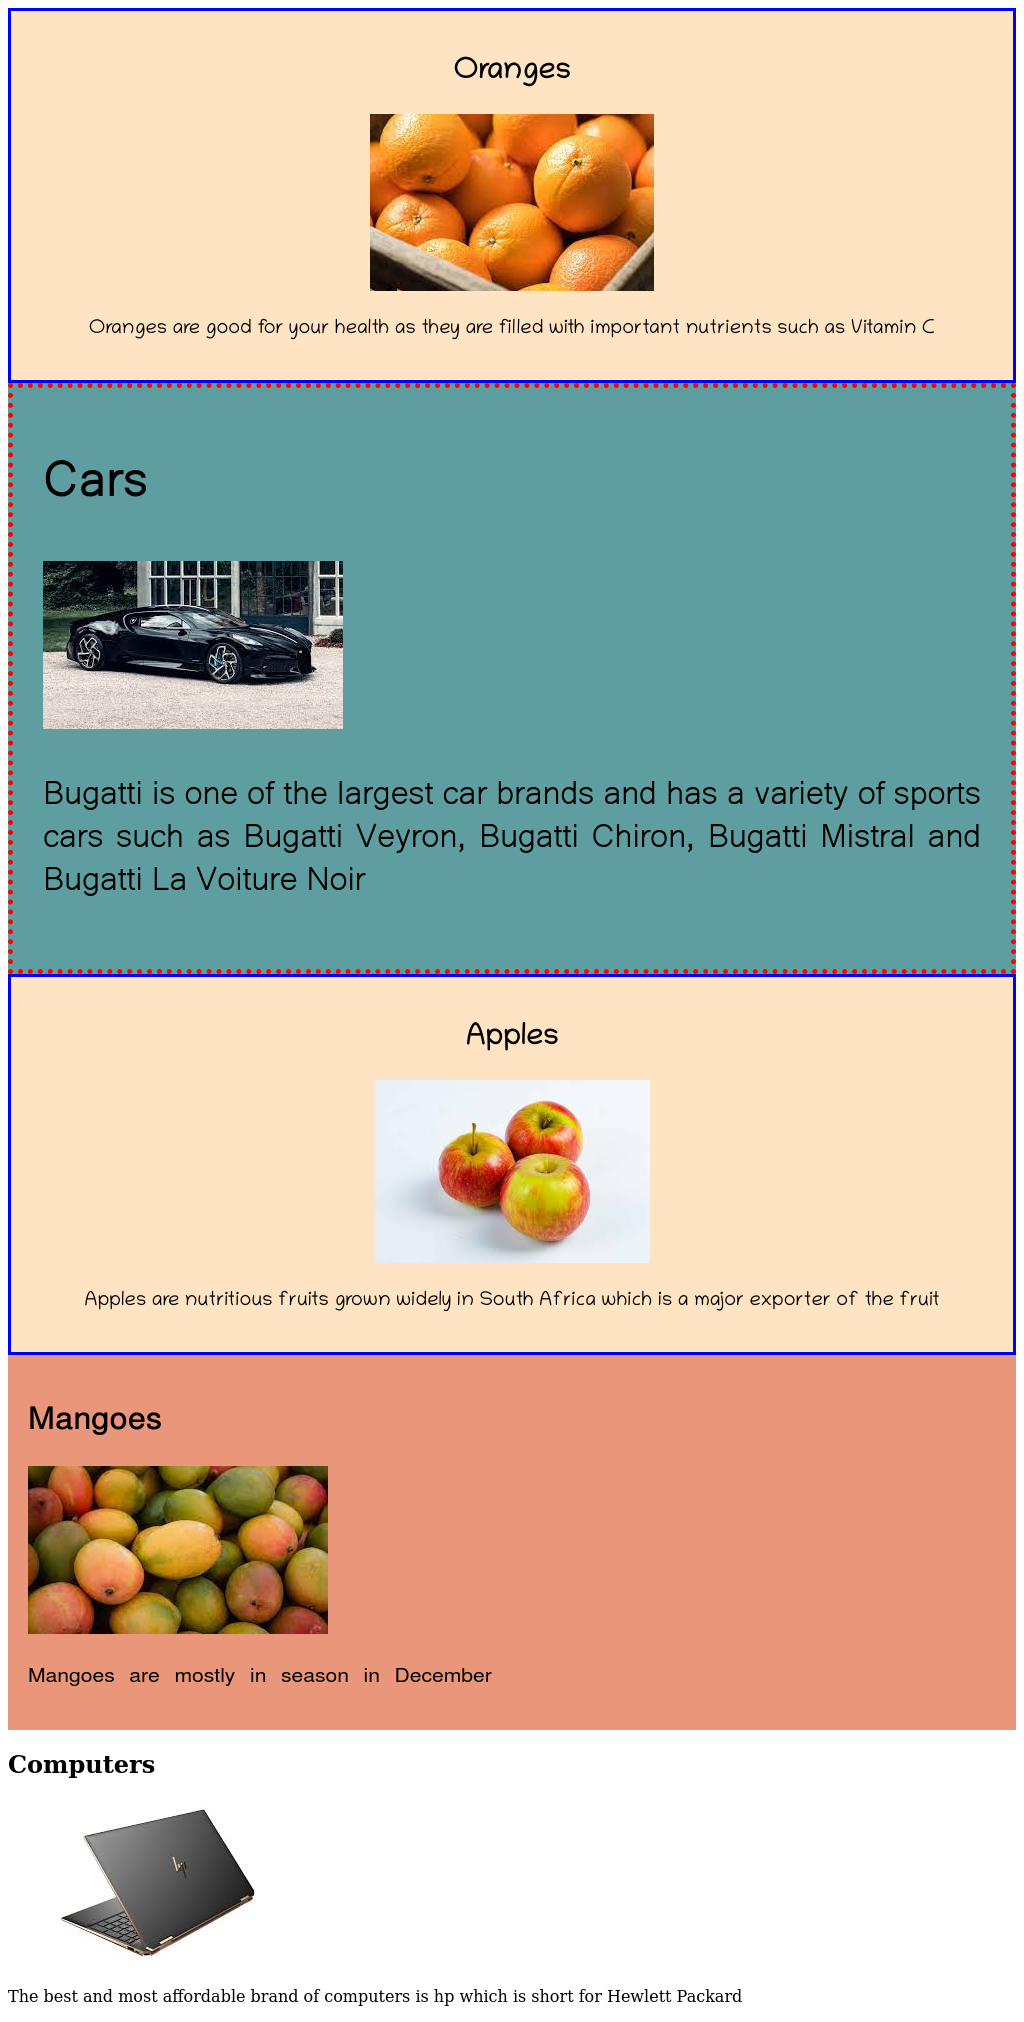 Oranges
Oranges are good for your health as they are filled with important nutrients such as Vitamin C
Cars
Bugatti is one of the largest car brands and has a variety of sports
cars such as Bugatti Veyron, Bugatti Chiron, Bugatti Mistral and
Bugatti La Voiture Noir
Apples
Apples are nutritious fruits grown widely in South Africa which is a major exporter of the fruit
Mangoes
Mangoes are mostly in season in December
Computers
hp
The best and most affordable brand of computers is hp which is short for Hewlett Packard